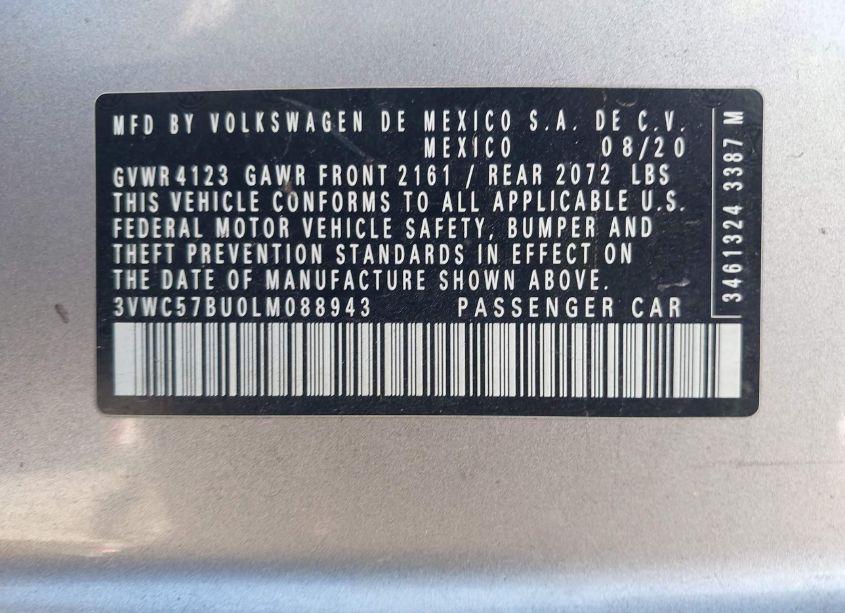 MFD BY VOLKSWAGEN DE MEXICO S.A. DE C.V.
MEXICO 08/20
GVWR 4123 GAWR FRONT 2161 / REAR 2072 LBS
THIS VEHICLE CONFORMS TO ALL APPLICABLE U.S.
FEDERAL MOTOR VEHICLE SAFETY, BUMPER AND
THEFT PREVENTION STANDARDS IN EFFECT ON
THE DATE OF MANUFACTURE SHOWN ABOVE.
3VWC57BU0LM088943 PASSENGER CAR
3461324 3387 M